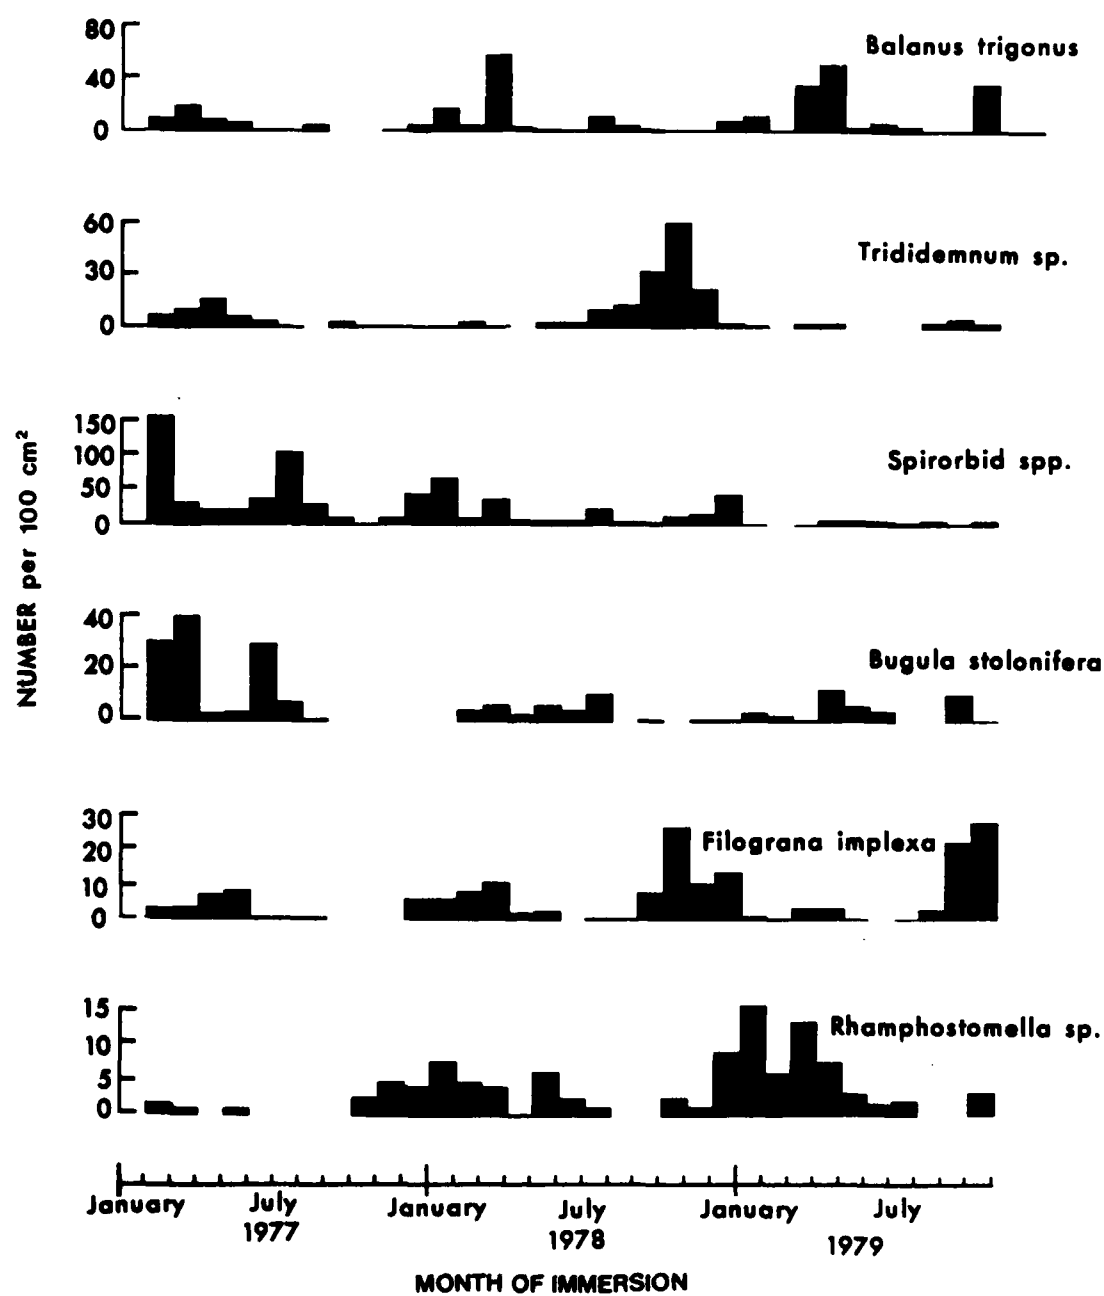 80
Balanus trigonus
40
0
60
Trididemnum sp.
30
0
150
100
Spirorbid spp.
50
0
NUMBER per 100 cm²
40
Bugula stolonifera
20
0
30
Filograna implexa
20
10
0
15
Rhamphostomella sp.
10
5
0
January July January July January July
1977 1978 1979
MONTH OF IMMERSION